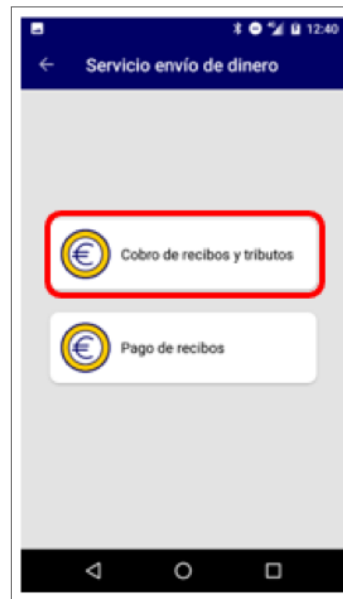 12:40
Servicio envío de dinero
Cobro de recibos y tributos
Pago de recibos